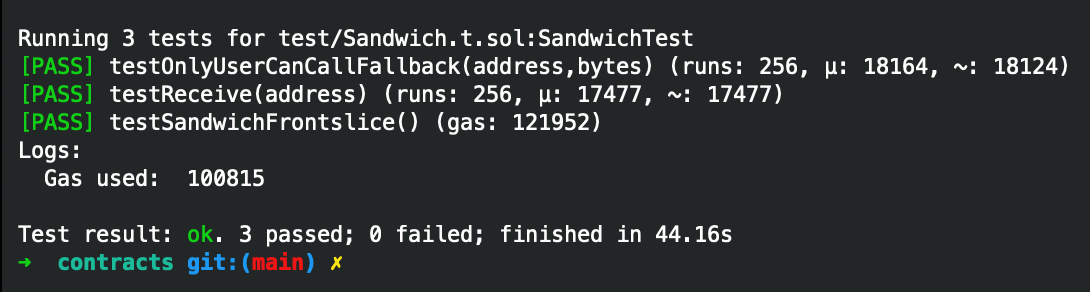 Running 3 tests for test/Sandwich.t.sol:SandwichTest
[PASS] testOnlyUserCanCallFallback(address,bytes) (runs: 256, μ: 18164, ~: 18124)
[PASS] testReceive(address) (runs: 256, μ: 17477, ~: 17477)
[PASS] testSandwichFrontslice() (gas: 121952)
Logs:
  Gas used:  100815
Test result: ok. 3 passed; 0 failed; finished in 44.16s
➜  contracts git:(main) ✗